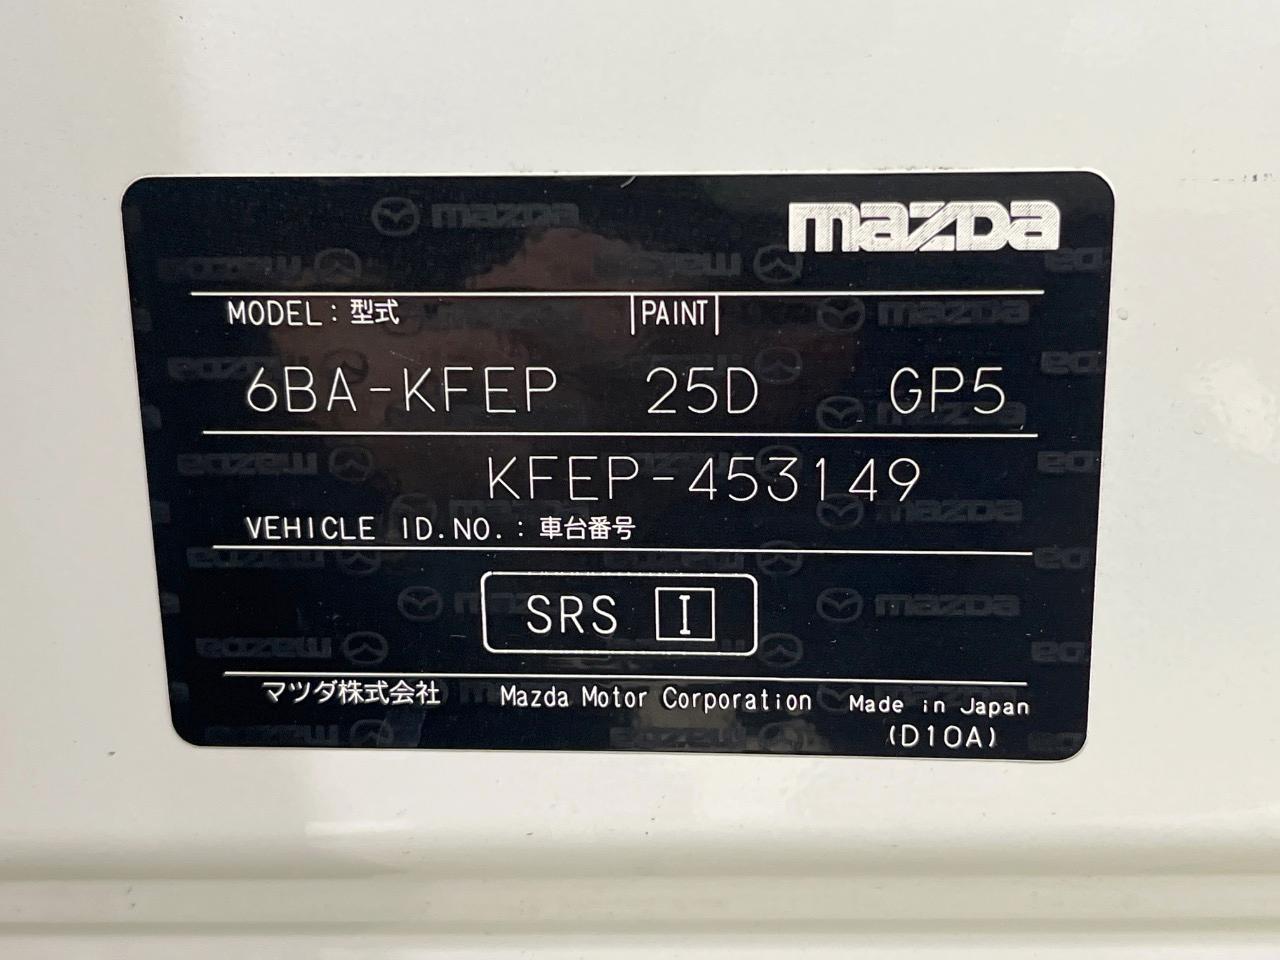 mazda
MODEL : 型式 |PAINT|
6BA-KFEP 25D GP5
KFEP-453149
VEHICLE ID.NO. : 車台番号
SRS I
マツダ株式会社 Mazda Motor Corporation Made in Japan
(D10A)